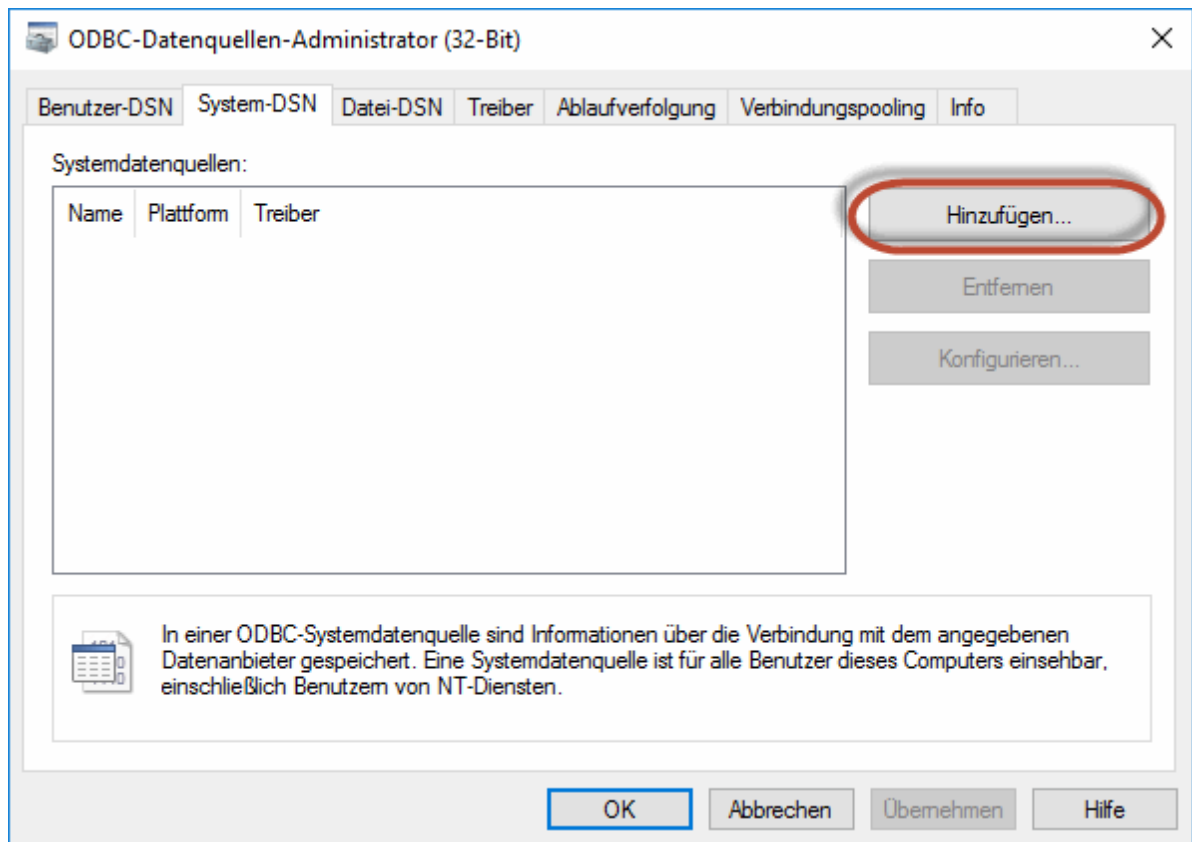 ODBC-Datenquellen-Administrator (32-Bit)
Benutzer-DSN System-DSN Datei-DSN Treiber Ablaufverfolgung Verbindungspooling Info
Systemdatenquellen:
Name Plattform Treiber
Hinzufügen...
Entfernen
Konfigurieren...
In einer ODBC-Systemdatenquelle sind Informationen über die Verbindung mit dem angegebenen
Datenanbieter gespeichert. Eine Systemdatenquelle ist für alle Benutzer dieses Computers einsehbar,
einschließlich Benutzern von NT-Diensten.
OK Abbrechen Übernehmen Hilfe